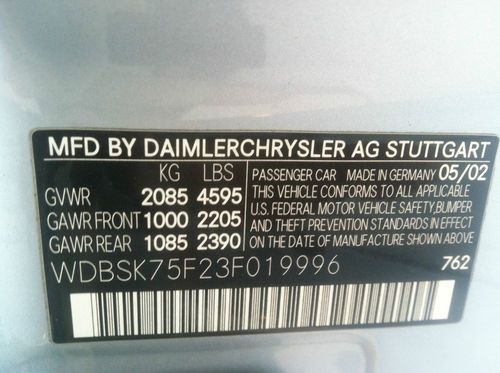 MFD BY DAIMLERCHRYSLER AG STUTTGART
KG LBS
GVWR 2085 4595
GAWR FRONT 1000 2205
GAWR REAR 1085 2390
PASSENGER CAR MADE IN GERMANY 05/02
THIS VEHICLE CONFORMS TO ALL APPLICABLE
U.S. FEDERAL MOTOR VEHICLE SAFETY, BUMPER
AND THEFT PREVENTION STANDARDS IN EFFECT
ON THE DATE OF MANUFACTURE SHOWN ABOVE.
WDBSK75F23F019996 762